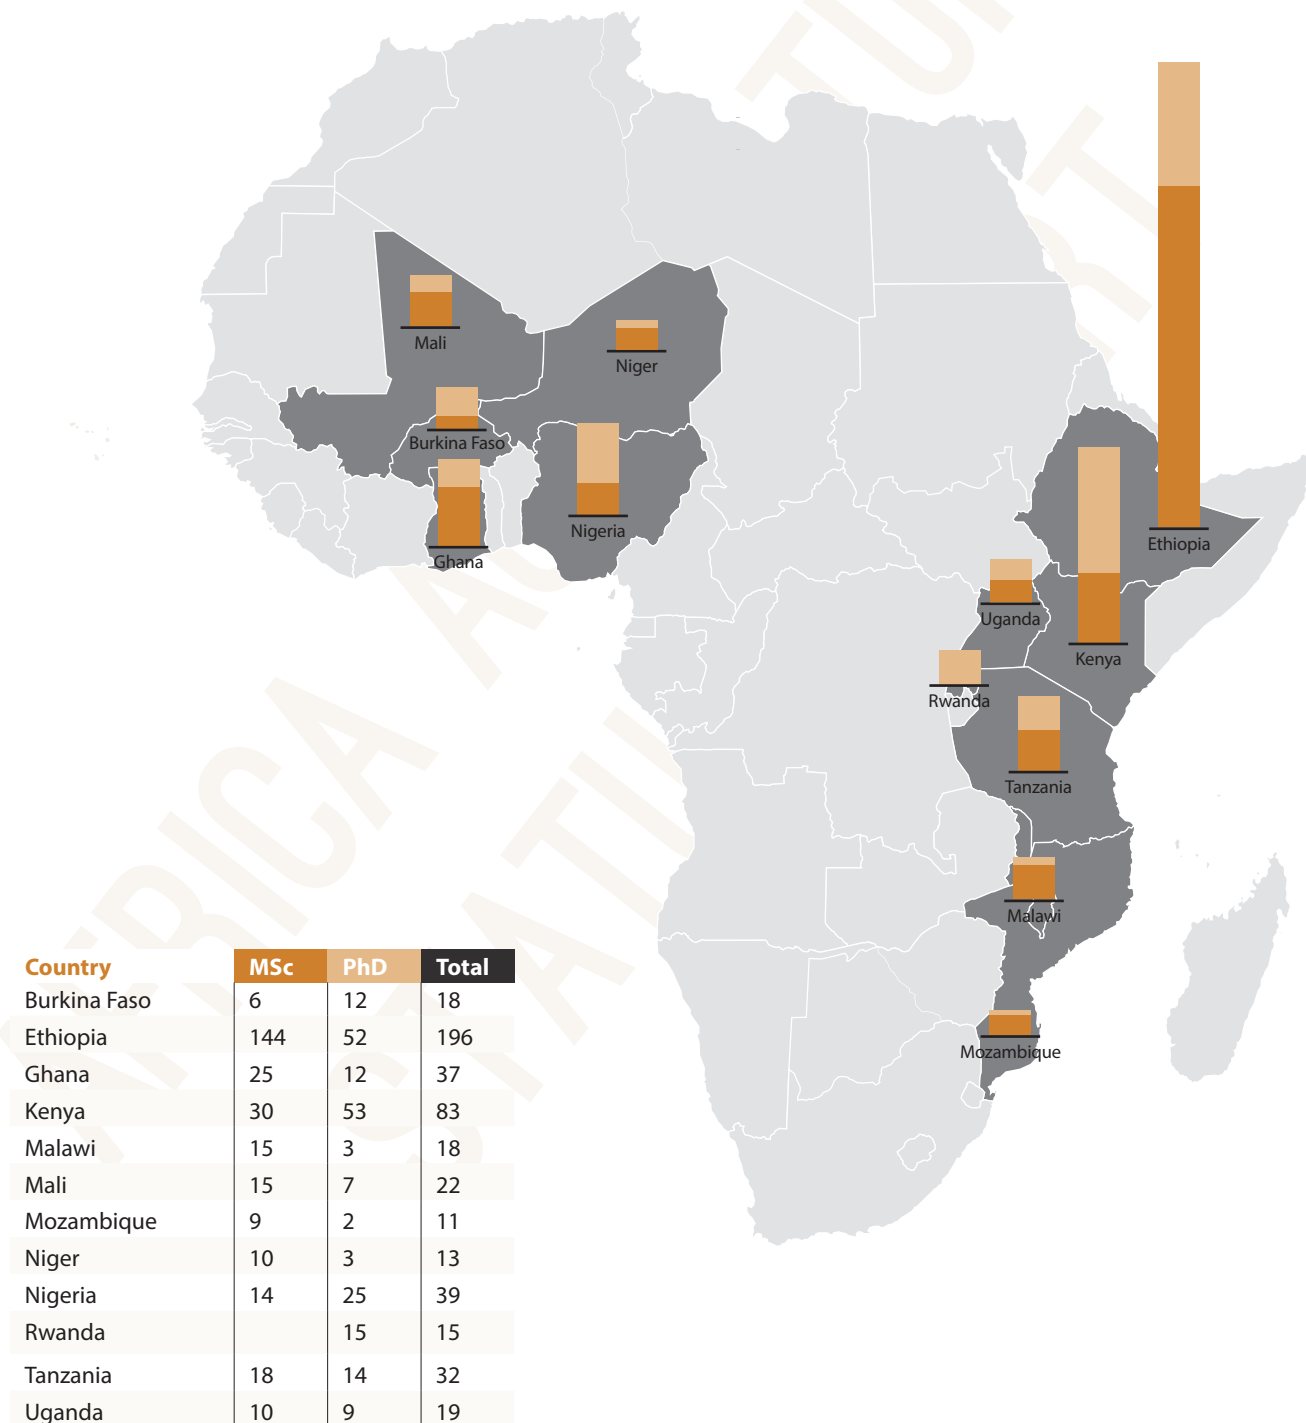 Mali
Niger
Burkina Faso
Nigeria
Ghana
Ethiopia
Uganda
Kenya
Rwanda
Tanzania
Malawi
Mozambique
Country MSc PhD Total
Burkina Faso 6 12 18
Ethiopia 144 52 196
Ghana 25 12 37
Kenya 30 53 83
Malawi 15 3 18
Mali 15 7 22
Mozambique 9 2 11
Niger 10 3 13
Nigeria 14 25 39
Rwanda 15 15
Tanzania 18 14 32
Uganda 10 9 19